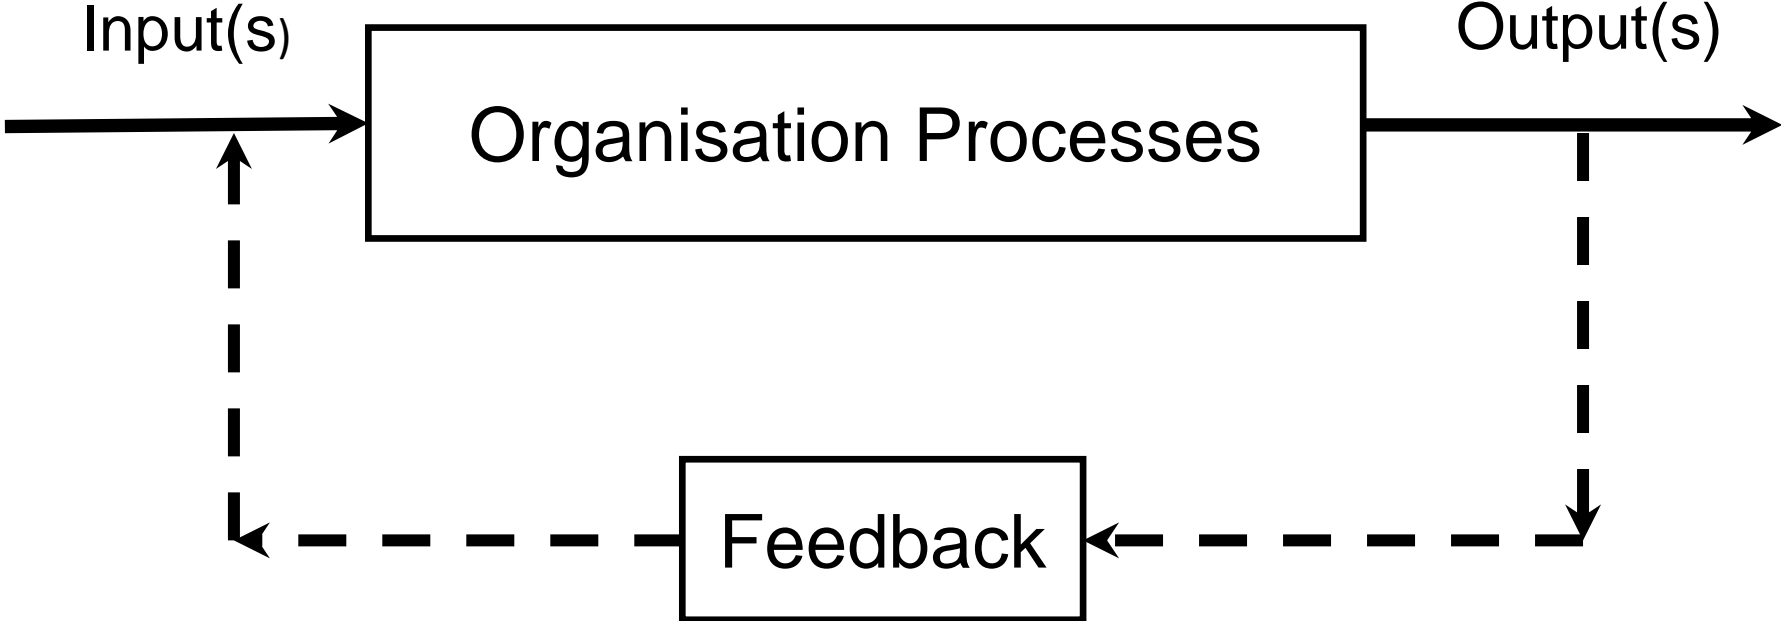 Input(s)
Output(s)
Organisation Processes
Feedback